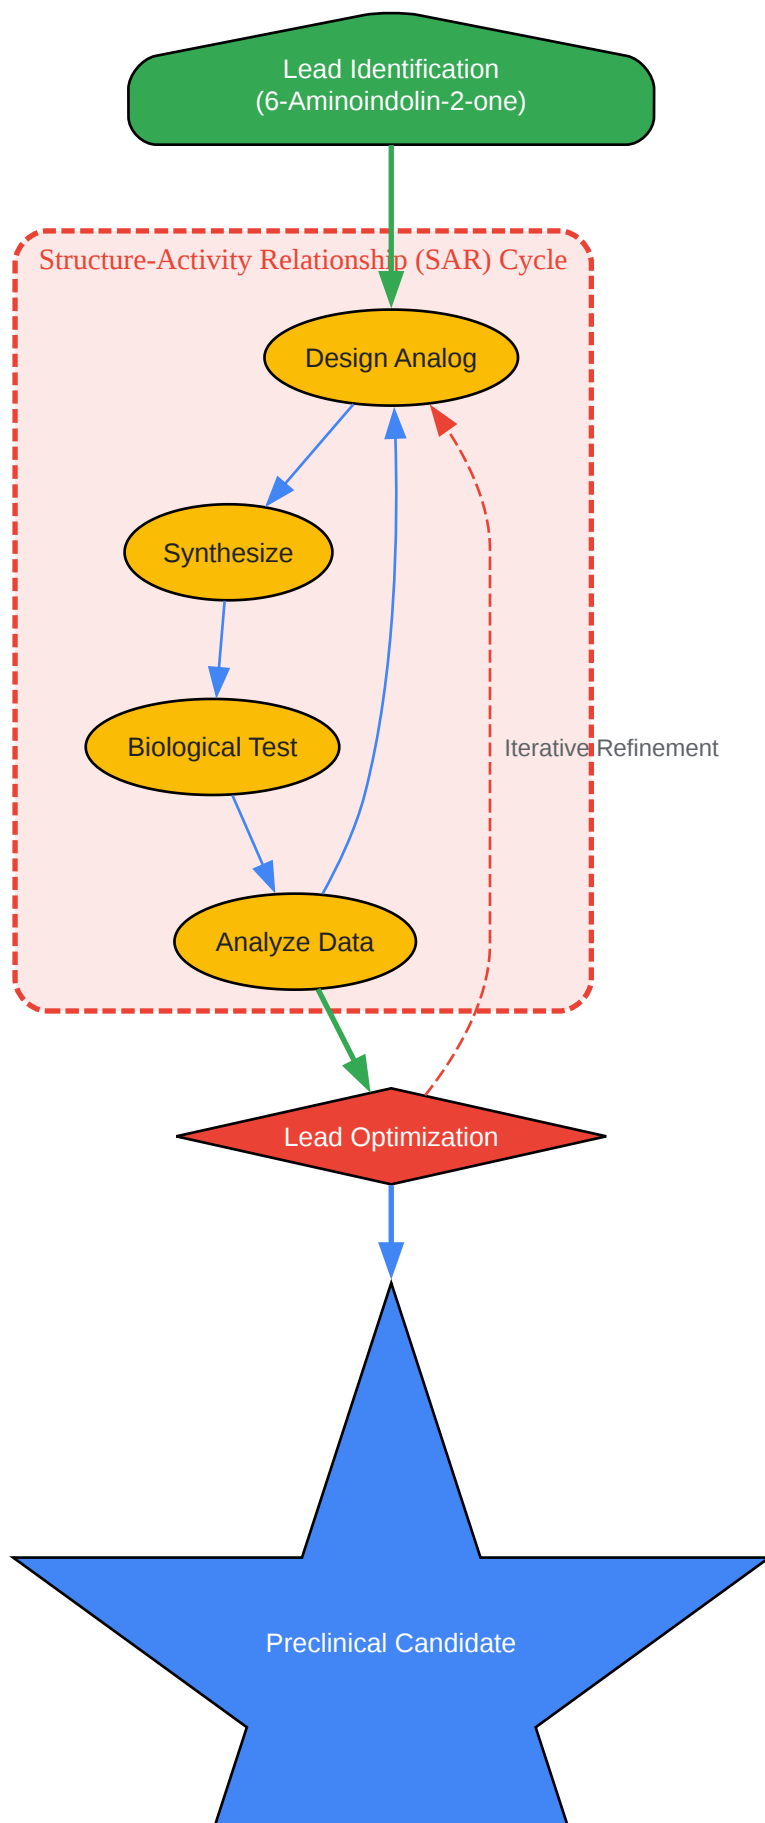 Lead Identification
(6-Aminoindolin-2-one)
Structure-Activity Relationship (SAR) Cycle
Design Analog
Synthesize
Biological Test
Iterative Refinement
Analyze Data
Lead Optimization
Preclinical Candidate